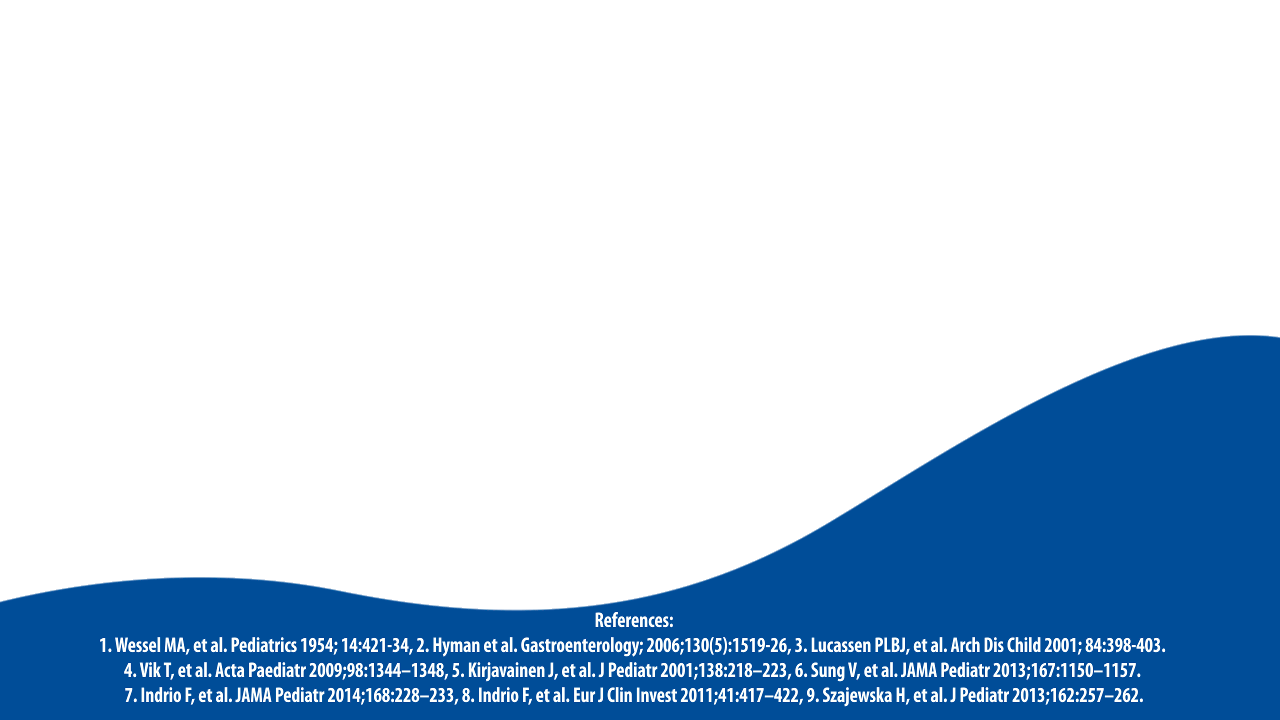 References:
1. Wessel MA, et al. Pediatrics 1954; 14:421-34, 2. Hyman et al. Gastroenterology; 2006;130(5):1519-26, 3. Lucassen PLBJ, et al. Arch Dis Child 2001; 84:398-403.
4. Vik T, et al. Acta Paediatr 2009;98:1344–1348, 5. Kirjavainen J, et al. J Pediatr 2001;138:218–223, 6. Sung V, et al. JAMA Pediatr 2013;167:1150–1157.
7. Indrio F, et al. JAMA Pediatr 2014;168:228–233, 8. Indrio F, et al. Eur J Clin Invest 2011;41:417–422, 9. Szajewska H, et al. J Pediatr 2013;162:257–262.